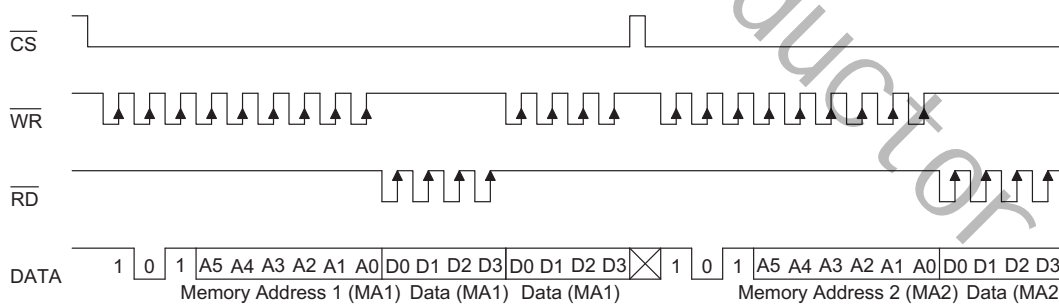 CS
WR
RD
DATA 1 0 1 A5 A4 A3 A2 A1 A0 D0 D1 D2 D3 D0 D1 D2 D3 1 0 1 A5 A4 A3 A2 A1 A0 D0 D1 D2 D3
Memory Address 1 (MA1) Data (MA1) Data (MA1) Memory Address 2 (MA2) Data (MA2
ductor